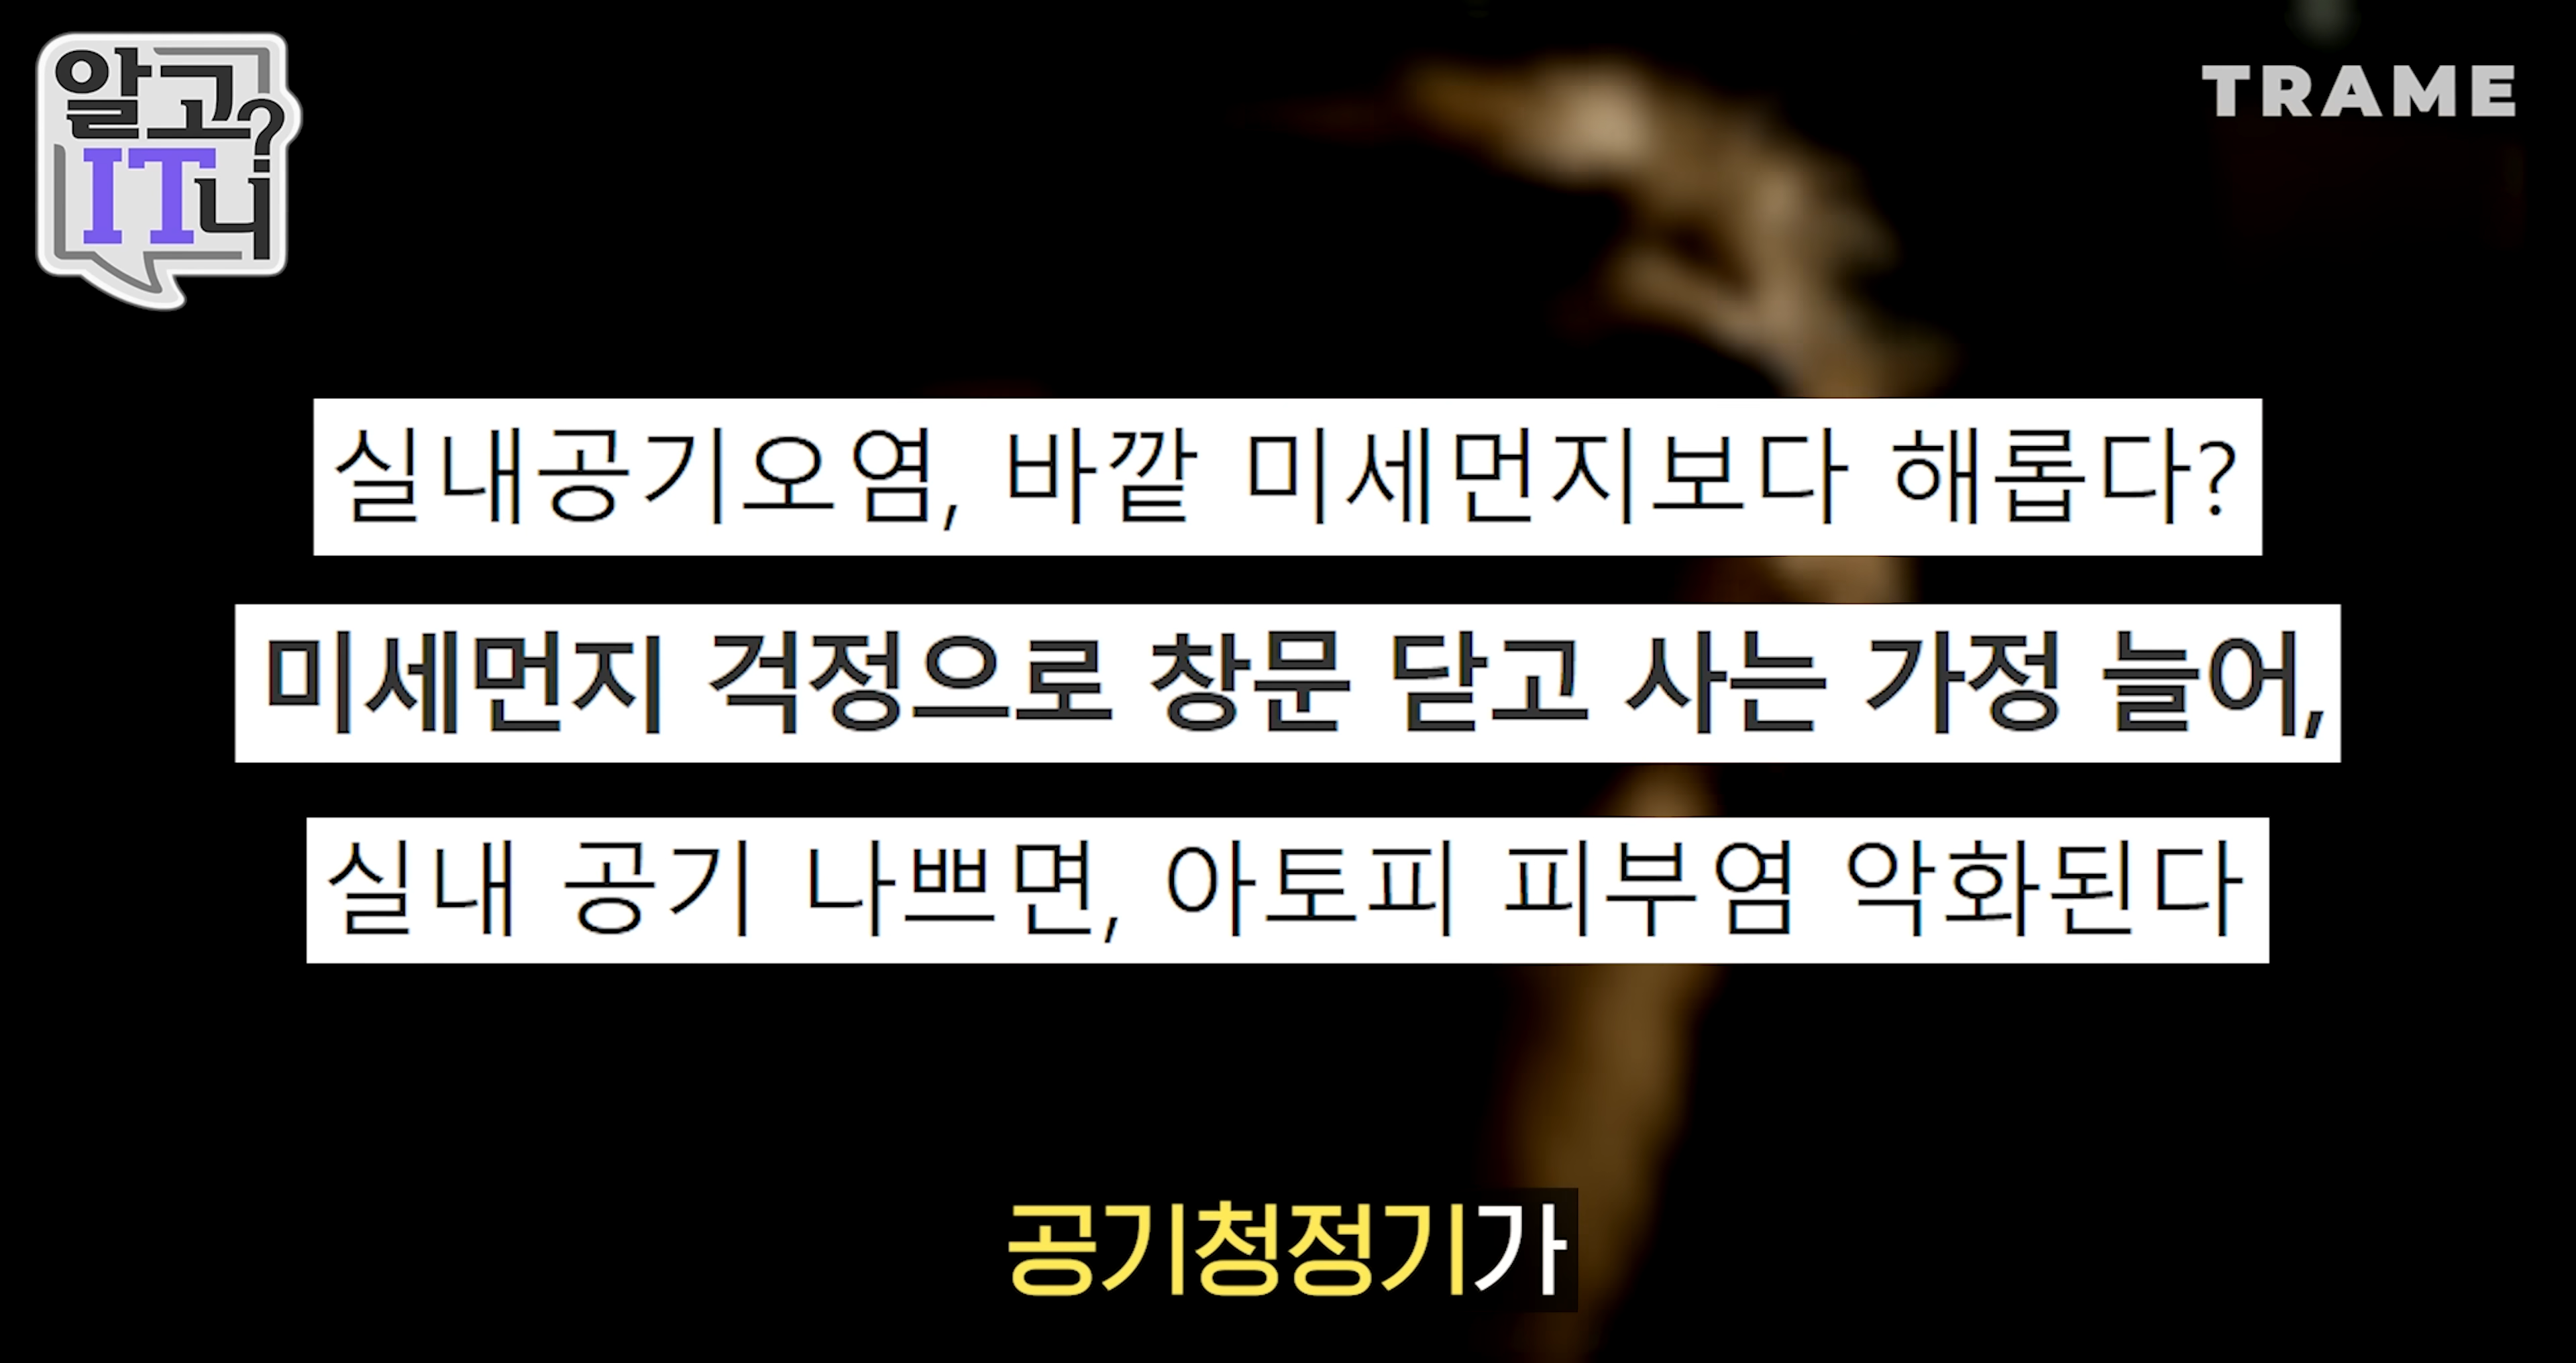 알고?
IT니
TRAME
실내공기오염, 바깥 미세먼지보다 해롭다?
미세먼지 걱정으로 창문 닫고 사는 가정 늘어,
실내 공기 나쁘면, 아토피 피부염 악화된다
공기청정기가